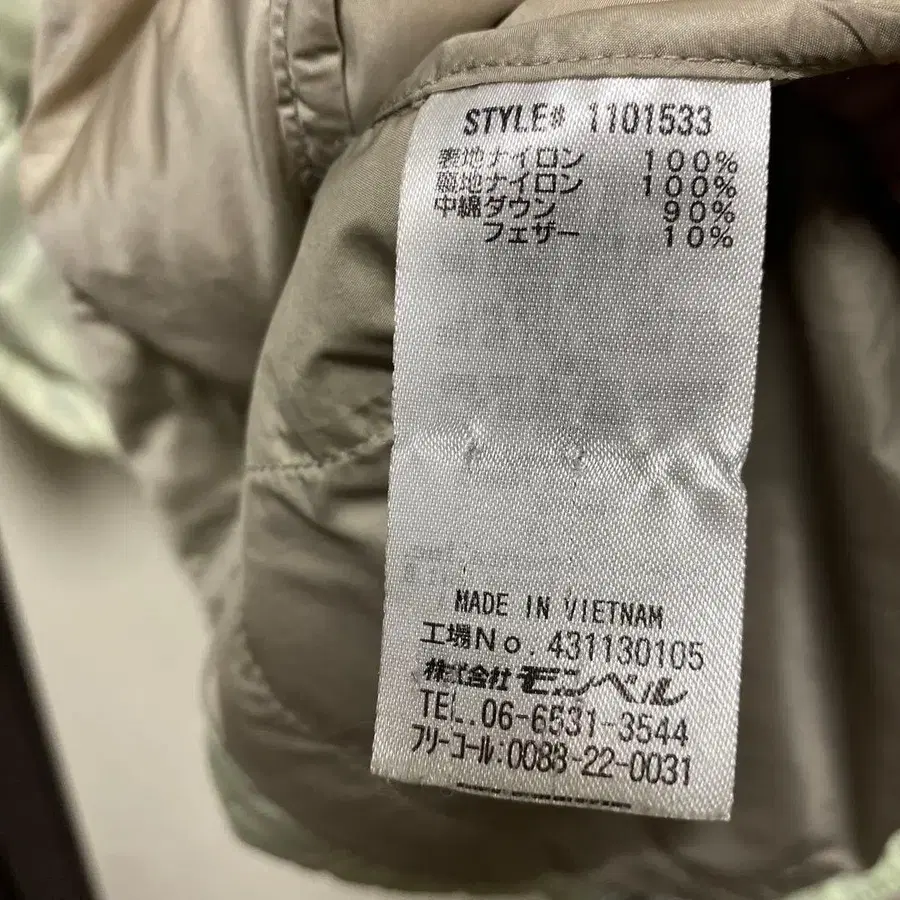 STYLE# 1101533
表地ナイロン 100%
裏地ナイロン 100%
中綿ダウン 90%
フェザー 10%
MADE IN VIETNAM
工場No. 431130105
株式会社モンベル
TEL. 06-6531-3544
フリーコール:0088-22-0031